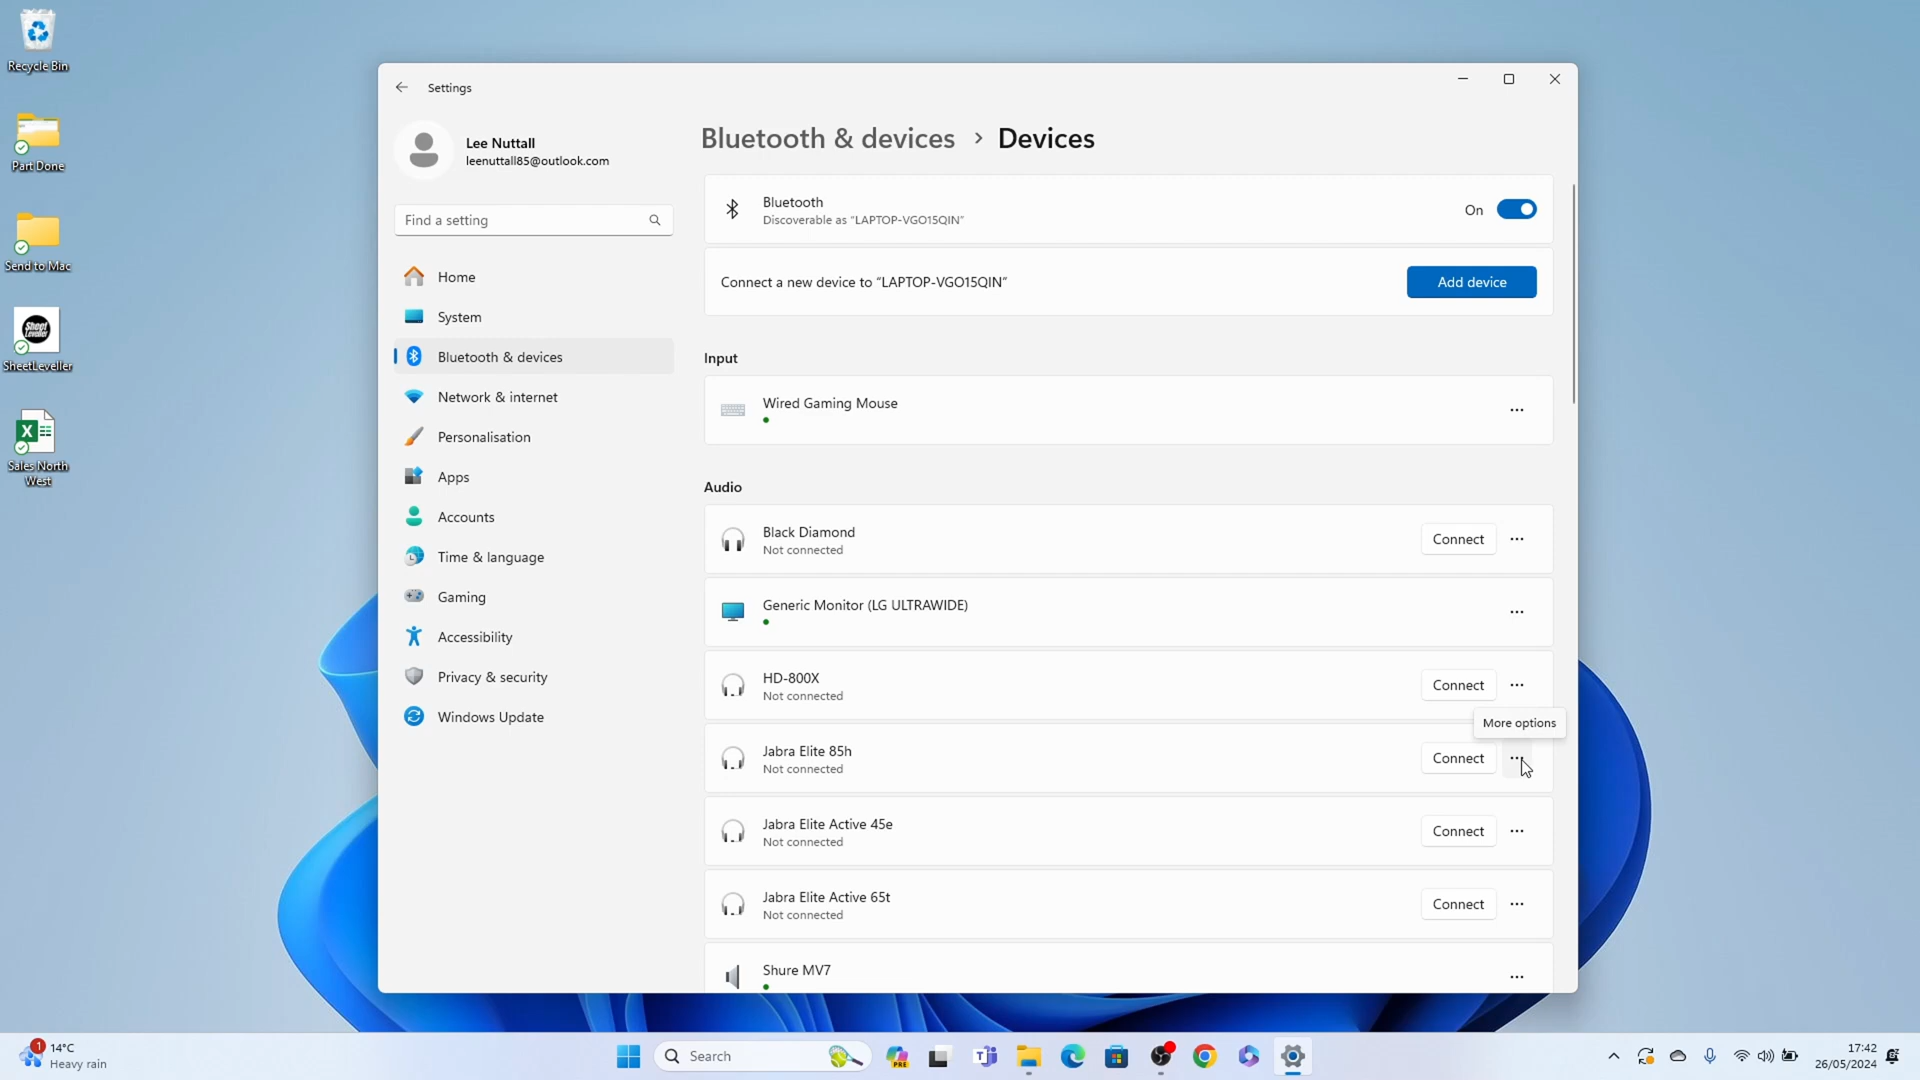 Recycle Bin
Part Done
Send to Mac
Sheet
Leveller
SheetLeveller
Sales North
West
Settings
Lee Nuttall
leenuttall85@outlook.com
Find a setting
Home
System
Bluetooth & devices
Network & internet
Personalisation
Apps
Accounts
Time & language
Gaming
Accessibility
Privacy & security
Windows Update
Bluetooth & devices › Devices
Bluetooth
Discoverable as “LAPTOP-VGO15QIN”
On
Connect a new device to “LAPTOP-VGO15QIN”
Add device
Input
Wired Gaming Mouse
Audio
Black Diamond
Not connected
Connect
Generic Monitor (LG ULTRAWIDE)
HD-800X
Not connected
Connect
More options
Jabra Elite 85h
Not connected
Connect
Jabra Elite Active 45e
Not connected
Connect
Jabra Elite Active 65t
Not connected
Connect
Shure MV7
1
14°C
Heavy rain
Search
PRE
17:42
26/05/2024